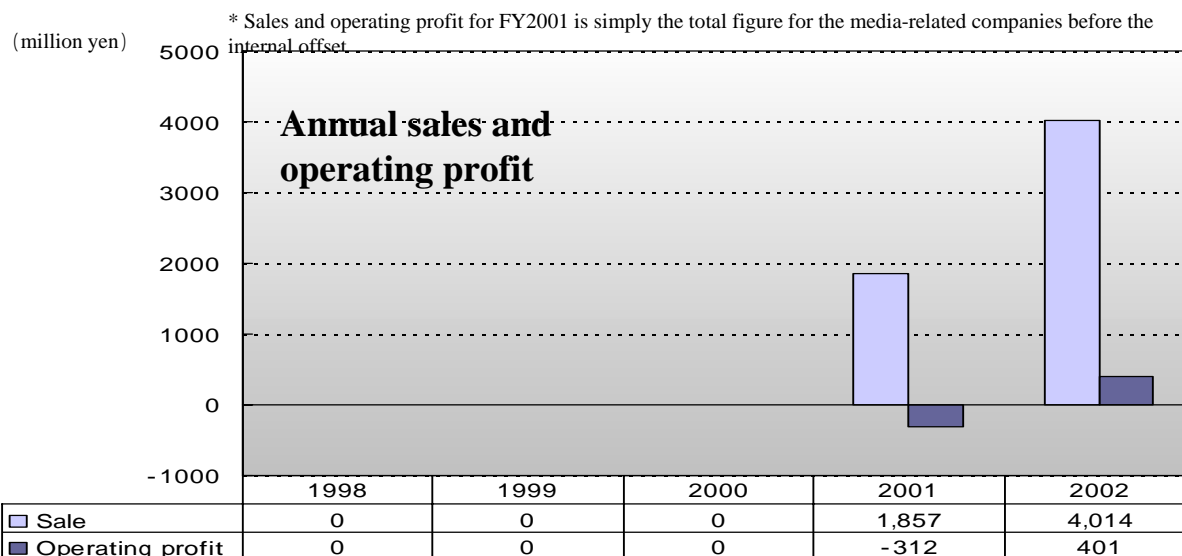 * Sales and operating profit for FY2001 is simply the total figure for the media-related companies before the
internal offset
(million yen)
5000
Annual sales and
operating profit
4000
3000
2000
1000
0
-1000
1998 1999 2000 2001 2002
Sale 0 0 0 1,857 4,014
Operating profit 0 0 0 -312 401